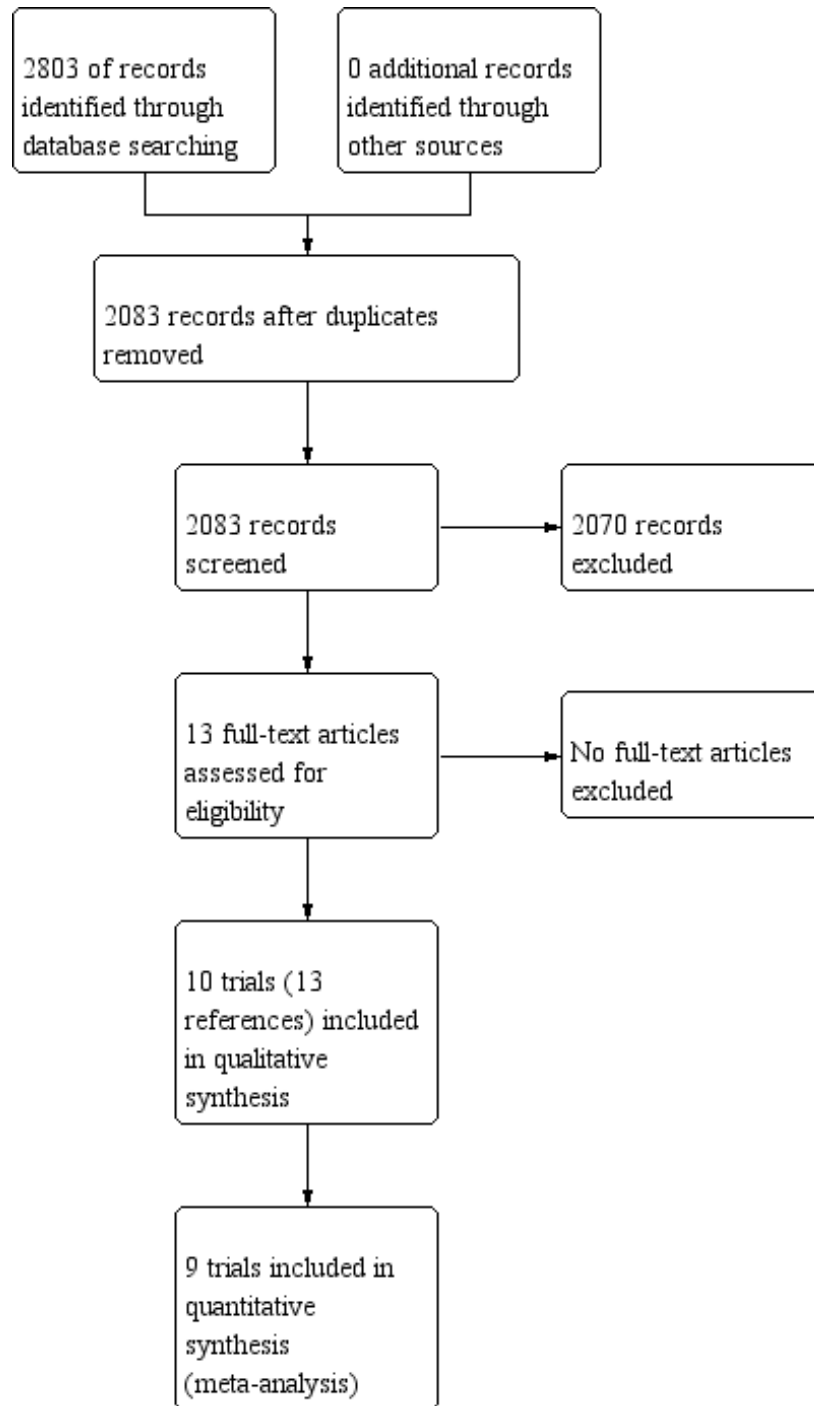 2803 of records
identified through
database searching
0 additional records
identified through
other sources
2083 records after duplicates
removed
2083 records
screened
2070 records
excluded
13 full-text articles
assessed for
eligibility
No full-text articles
excluded
10 trials (13
references) included
in qualitative
synthesis
9 trials included in
quantitative
synthesis
(meta-analysis)